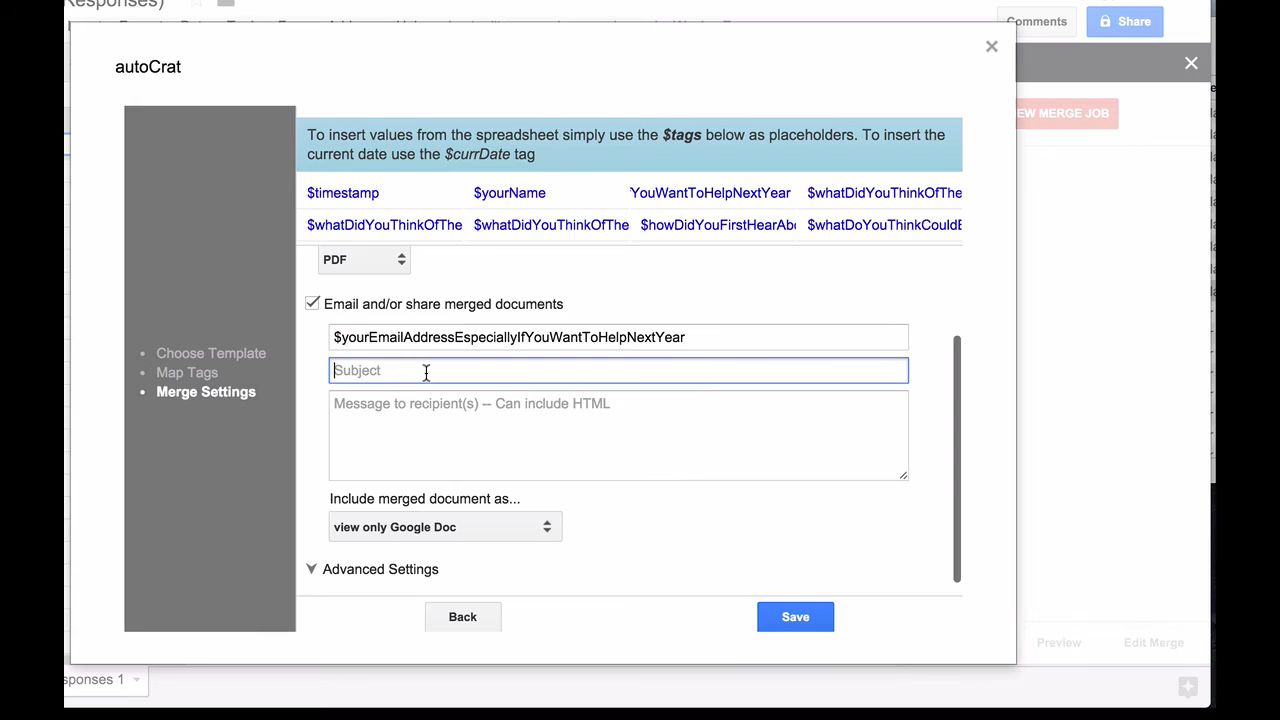 Responses)
Comments
Share
autoCrat
NEW MERGE JOB
To insert values from the spreadsheet simply use the $tags below as placeholders. To insert the
current date use the $currDate tag
$timestamp $yourName YouWantToHelpNextYear $whatDidYouThinkOfThe
$whatDidYouThinkOfThe $whatDidYouThinkOfThe $howDidYouFirstHearAbo $whatDoYouThinkCouldB
PDF
Email and/or share merged documents
$yourEmailAddressEspeciallyIfYouWantToHelpNextYear
Subject
Message to recipient(s) -- Can include HTML
• Choose Template
• Map Tags
• Merge Settings
Include merged document as...
view only Google Doc
Advanced Settings
Back
Save
Preview
Edit Merge
sponses 1